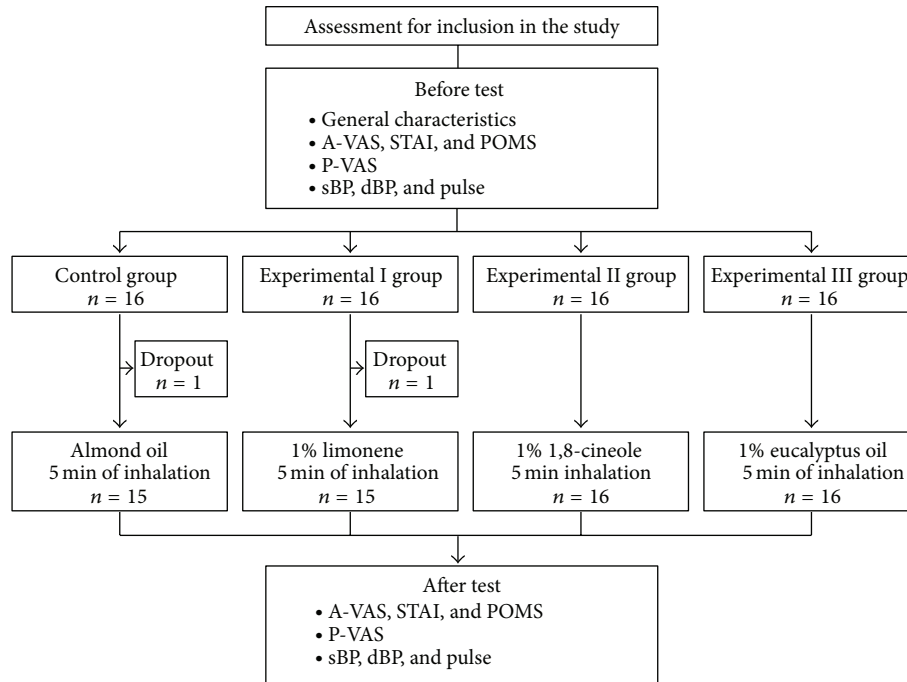 Assessment for inclusion in the study
Before test
• General characteristics
• A-VAS, STAI, and POMS
• P-VAS
• sBP, dBP, and pulse
Control group
n = 16
Experimental I group
n = 16
Experimental II group
n = 16
Experimental III group
n = 16
Dropout
n = 1
Dropout
n = 1
Almond oil
5 min of inhalation
n = 15
1% limonene
5 min of inhalation
n = 15
1% 1,8-cineole
5 min inhalation
n = 16
1% eucalyptus oil
5 min of inhalation
n = 16
After test
• A-VAS, STAI, and POMS
• P-VAS
• sBP, dBP, and pulse